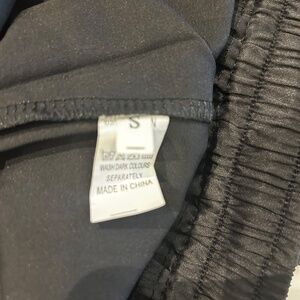 S
WASH DARK COLOURS
SEPARATELY
MADE IN CHINA